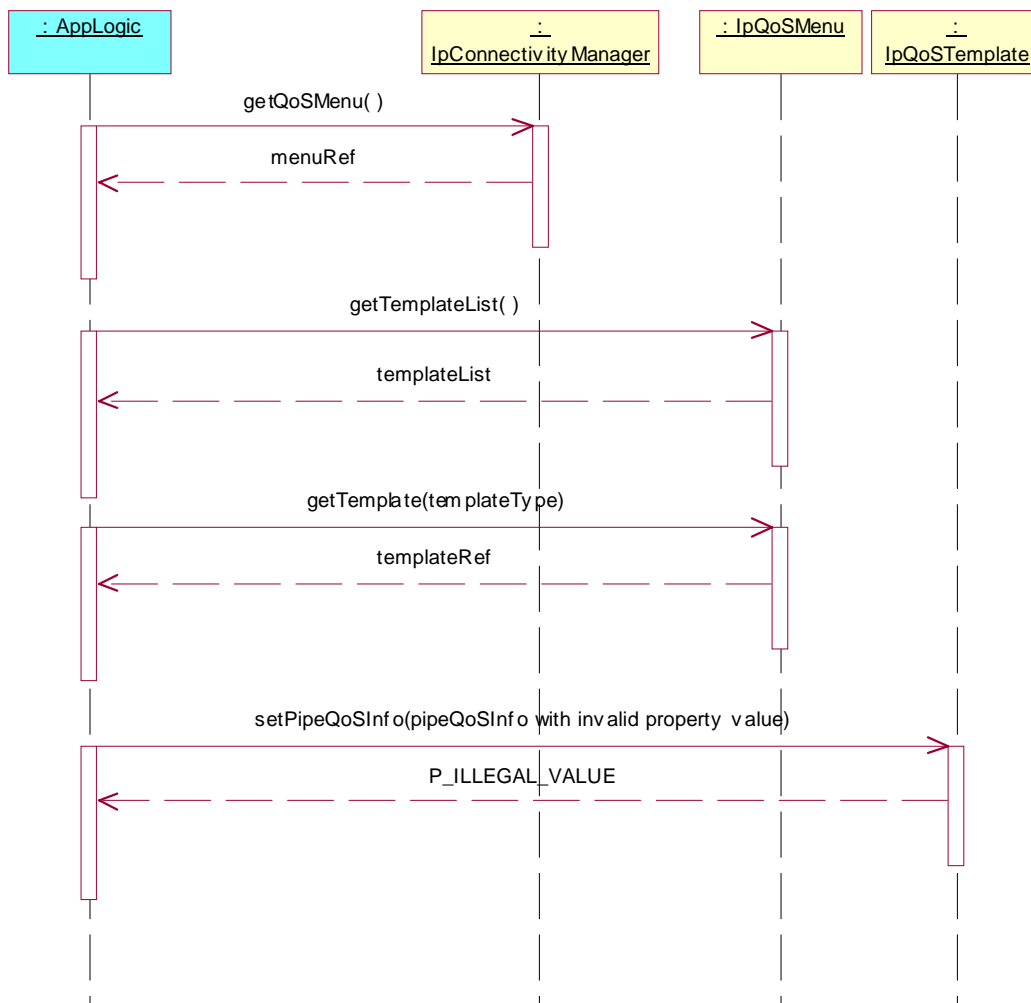 : AppLogic
:
IpConnectivityManager
: IpQoSMenu
:
IpQoSTemplate
getQoSMenu( )
menuRef
getTemplateList( )
templateList
getTemplate(templateType)
templateRef
setPipeQoSInfo(pipeQoSInfo with invalid property value)
P_ILLEGAL_VALUE